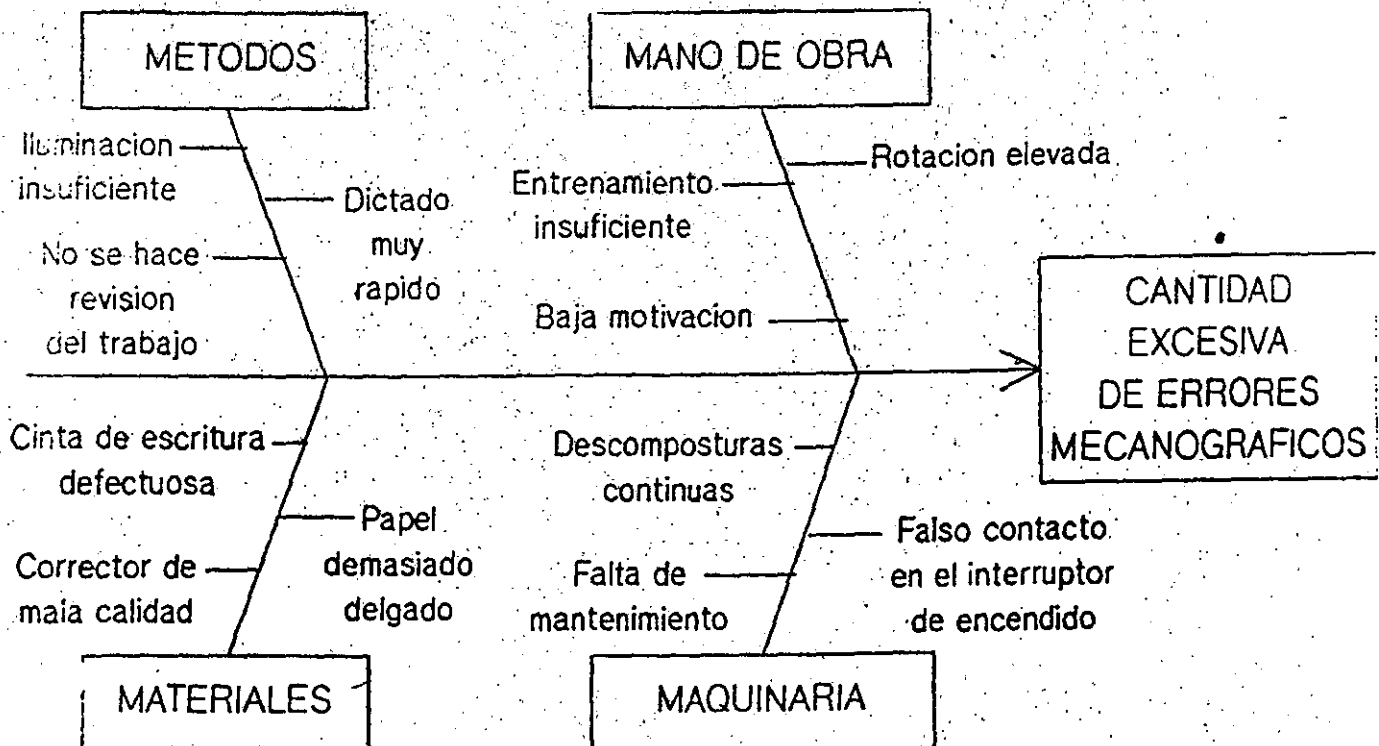 METODOS
Iluminacion
insuficiente
Dictado
muy
rapido
No se hace
revision
del trabajo
MANO DE OBRA
Rotacion elevada
Entrenamiento
insuficiente
Baja motivacion
CANTIDAD
EXCESIVA
DE ERRORES
MECANOGRAFICOS
Cinta de escritura
defectuosa
Papel
demasiado
delgado
Corrector de
mala calidad
MATERIALES
Descomposturas
continuas
Falso contacto
en el interruptor
de encendido
Falta de
mantenimiento
MAQUINARIA